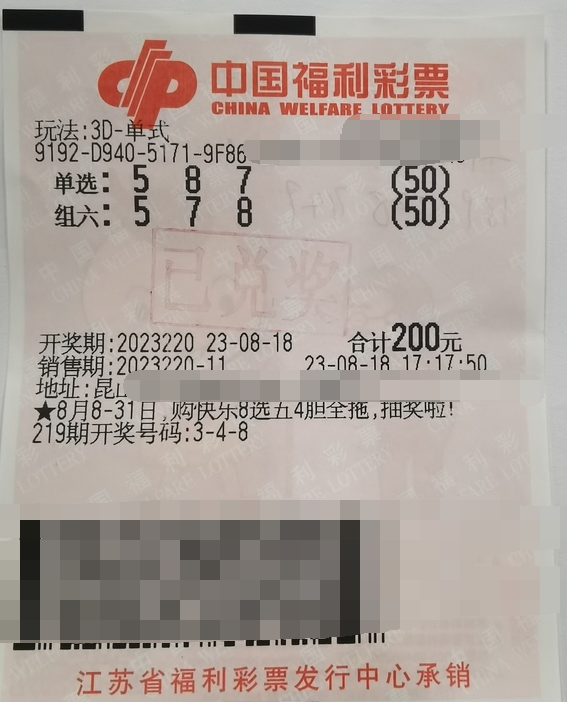 中国福利彩票
CHINA WELFARE LOTTERY
玩法:3D-单式
9192-D940-5171-9F86
单选: 5 8 7 (50)
组六: 5 7 8 (50)
已兑奖
开奖期:2023220 23-08-18 合计200元
销售期:2023220-11 23-08-18 17:17:50
地址:昆山
★8月8-31日,购快乐8选五4胆全拖,抽奖啦!
219期开奖号码:3-4-8
江苏省福利彩票发行中心承销